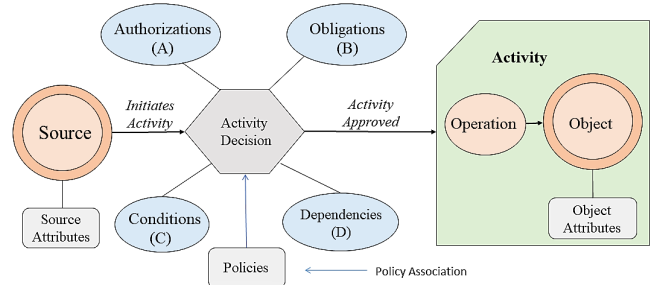 Authorizations
(A)
Obligations
(B)
Activity
Source
Initiates
Activity
Activity
Decision
Activity
Approved
Operation
Object
Source
Attributes
Conditions
(C)
Dependencies
(D)
Object
Attributes
Policies
Policy Association